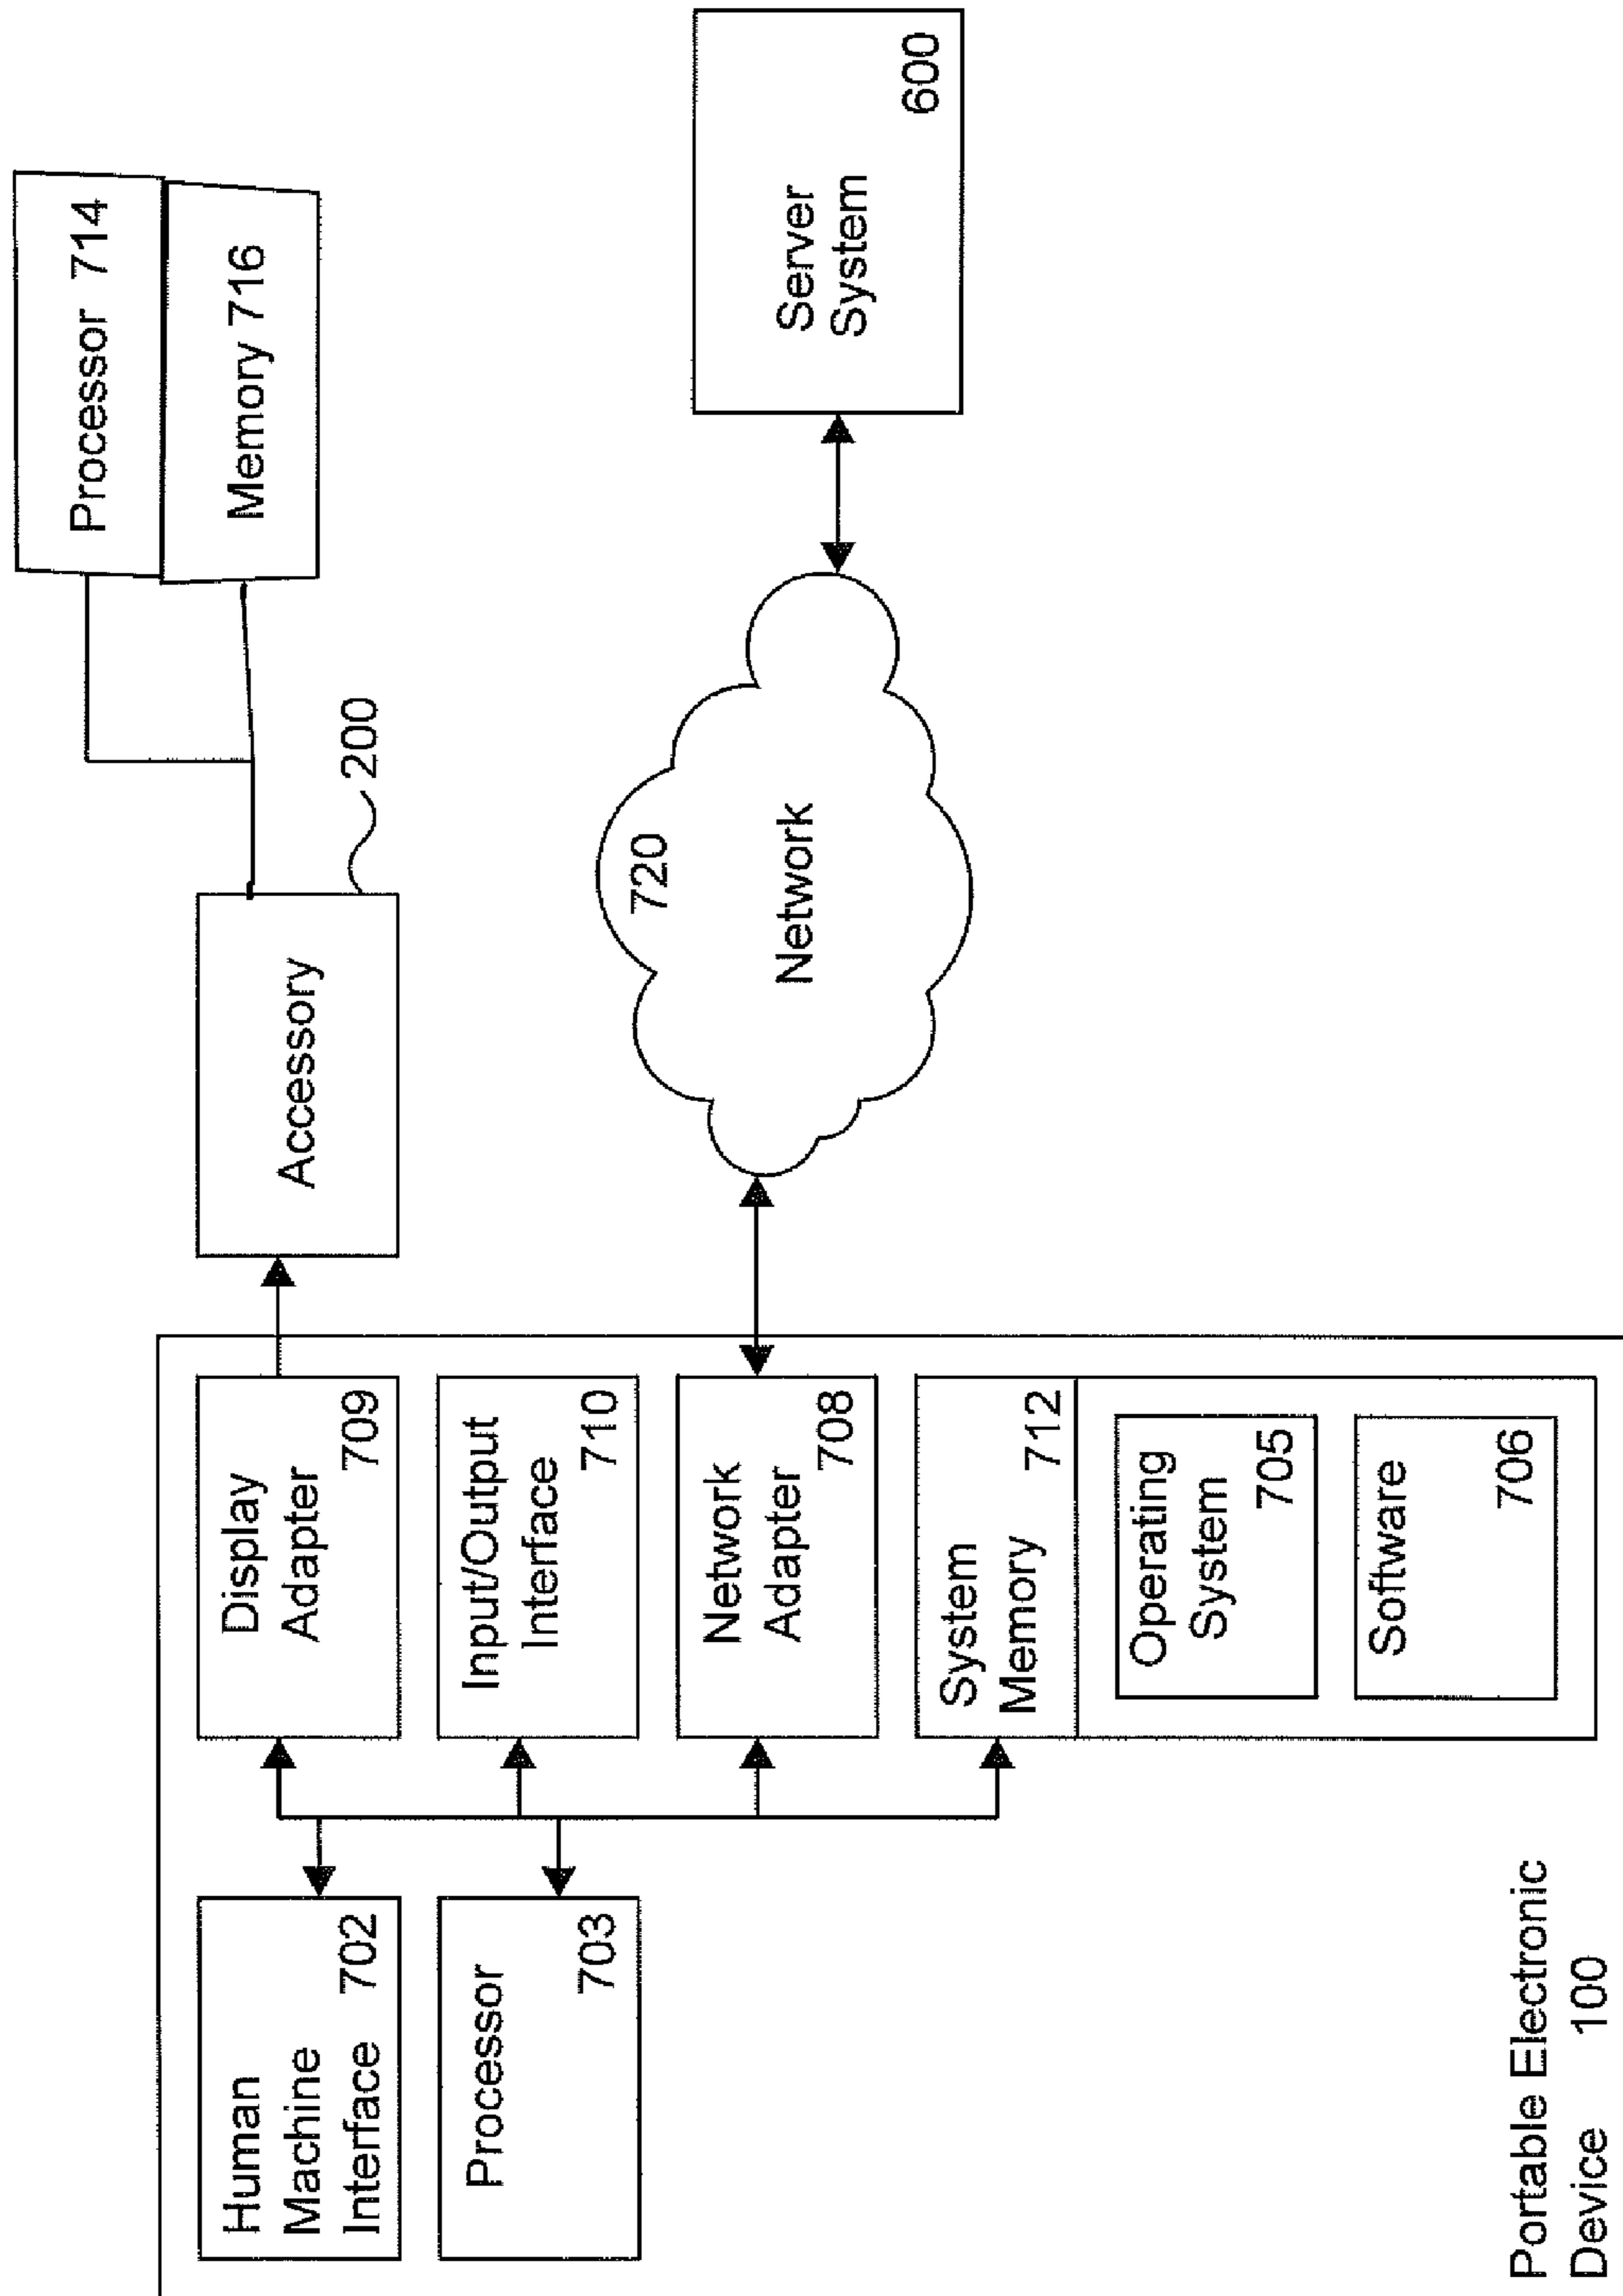 Human
Machine
Interface 702
Processor
703
Display
Adapter
709
Input/Output
Interface
710
Network
Adapter
708
System
Memory
712
Operating
System
705
Software
706
Portable Electronic
Device 100
Accessory
200
Processor 714
Memory 716
720
Network
Server
System
600